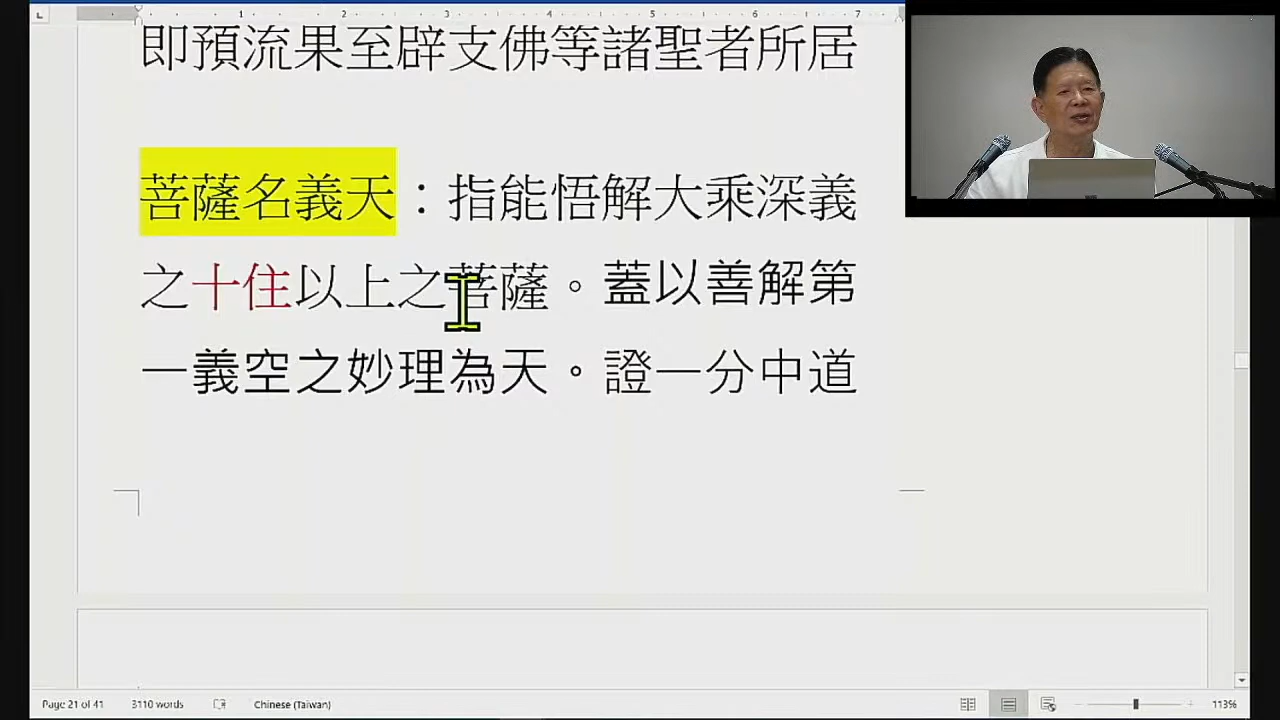 即預流果至辟支佛等諸聖者所居
菩薩名義天：指能悟解大乘深義
之十住以上之菩薩。蓋以善解第
一義空之妙理為天。證一分中道
Page 21 of 41 3110 words Chinese (Taiwan) 113%